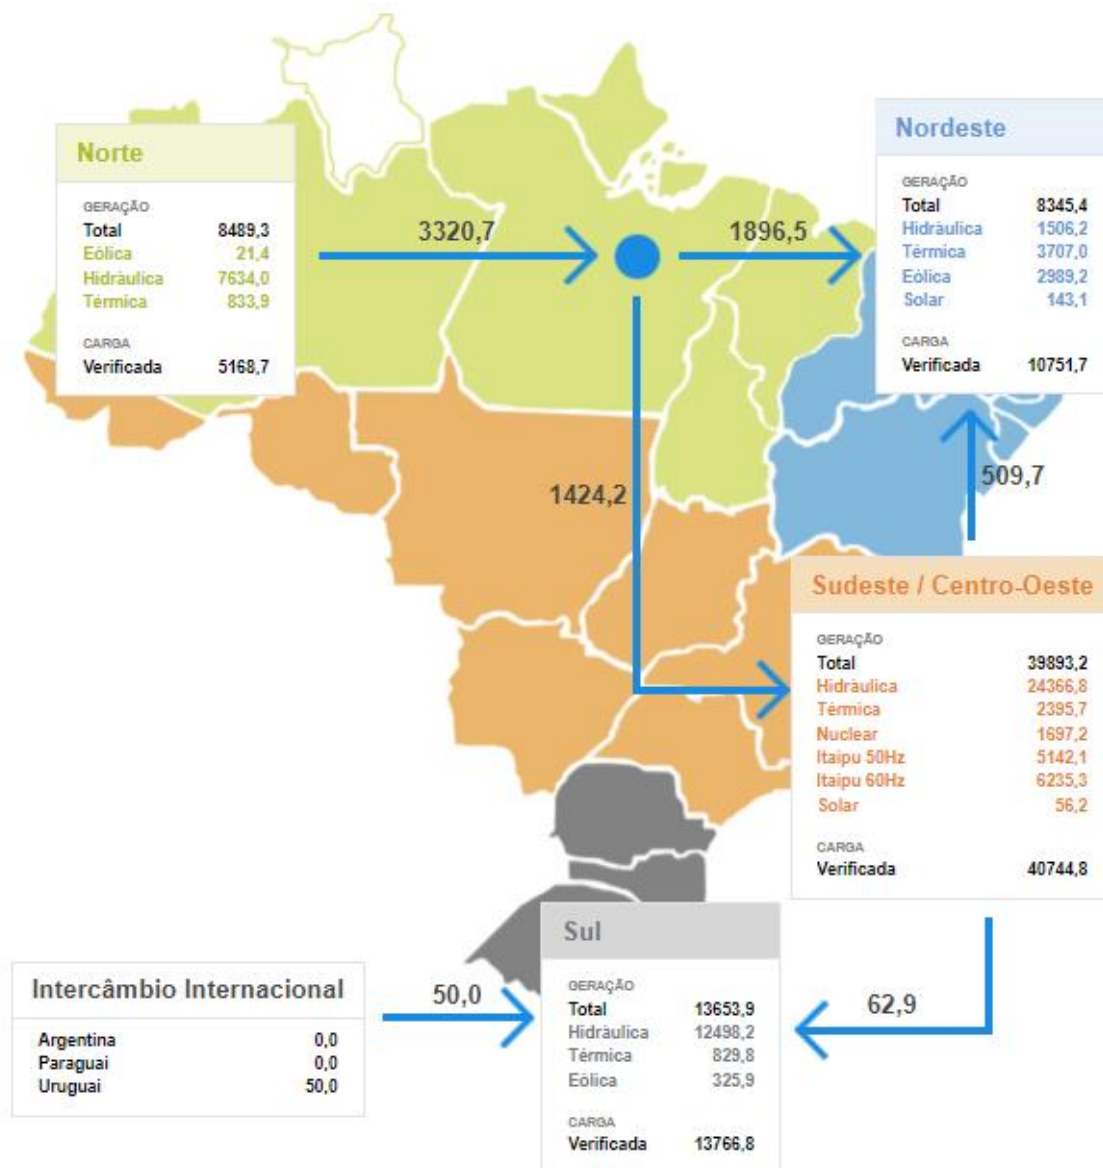 Norte
GERAÇÃO
Total 8489,3
Eólica 21,4
Hidráulica 7634,0
Térmica 833,9
CARGA
Verificada 5168,7
3320,7
1896,5
Nordeste
GERAÇÃO
Total 8345,4
Hidráulica 1506,2
Térmica 3707,0
Eólica 2989,2
Solar 143,1
CARGA
Verificada 10751,7
1424,2
509,7
Sudeste / Centro-Oeste
GERAÇÃO
Total 39893,2
Hidráulica 24366,8
Térmica 2395,7
Nuclear 1697,2
Itaipu 50Hz 5142,1
Itaipu 60Hz 6235,3
Solar 56,2
CARGA
Verificada 40744,8
Intercâmbio Internacional
Argentina 0,0
Paraguai 0,0
Uruguai 50,0
50,0
Sul
GERAÇÃO
Total 13653,9
Hidráulica 12498,2
Térmica 829,8
Eólica 325,9
CARGA
Verificada 13766,8
62,9